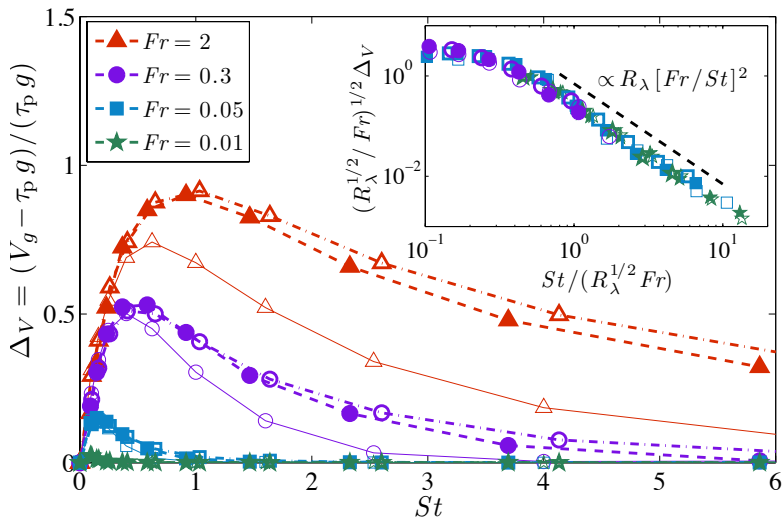 1.5
1
0.5
0
0
1
2
3
4
5
6
St
Δ_V = (V_g − τ_p g)/(τ_p g)
Fr = 2
Fr = 0.3
Fr = 0.05
Fr = 0.01
10^0
10^−2
10^−1
10^0
10^1
(R_λ^1/2/Fr)^1/2 Δ_V
St/(R_λ^1/2 Fr)
∝R_λ[Fr/St]^2